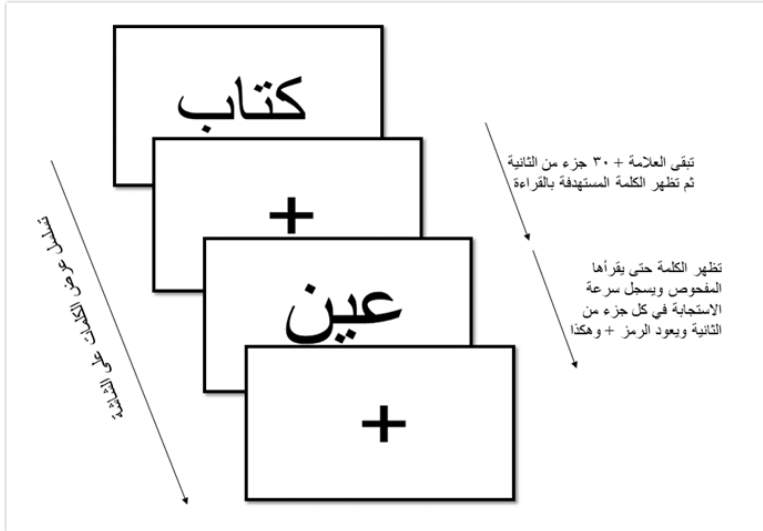 كتاب
+
عين
+
تبقى العلامة + ٣٠ جزء من الثانية
ثم تظهر الكلمة المستهدفة بالقراءة
تظهر الكلمة حتى يقرأها
المفحوص ويسجل سرعة
الاستجابة في كل جزء من
الثانية ويعود الرمز + وهكذا
تسلسل عرض الكلمات على الشاشة